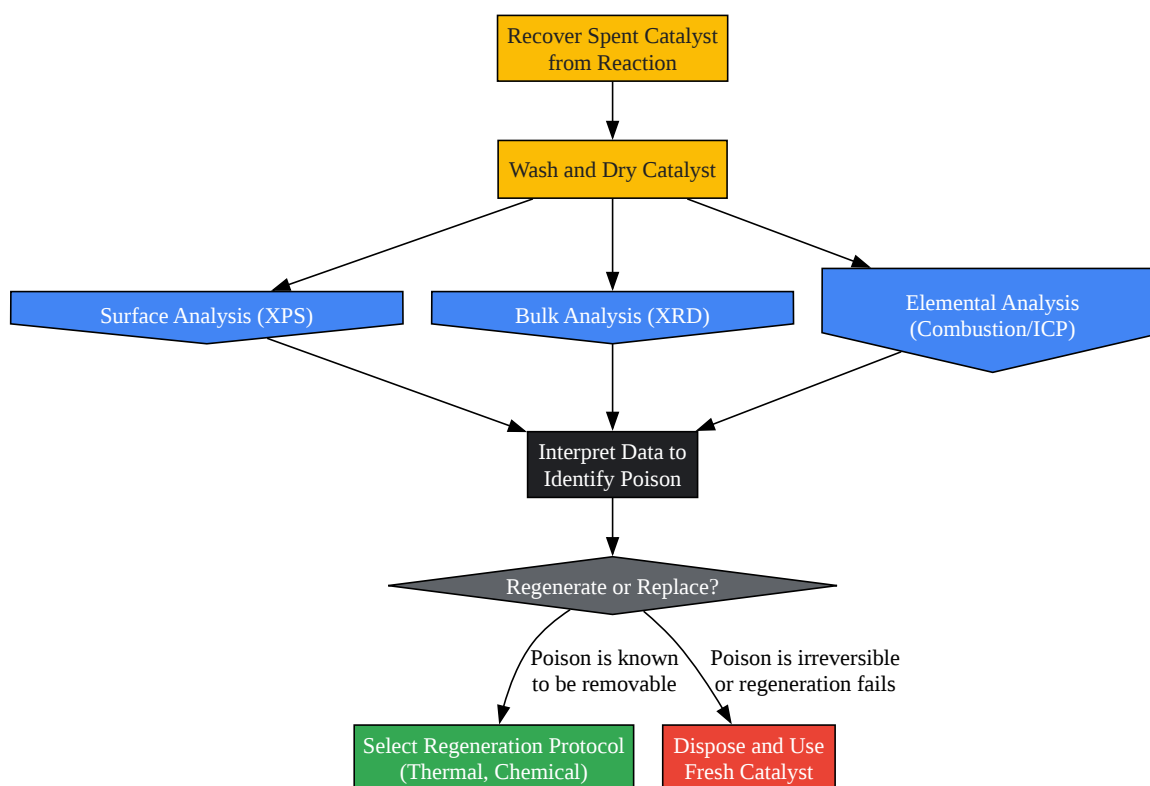 Recover Spent Catalyst
from Reaction
Wash and Dry Catalyst
Surface Analysis (XPS)
Bulk Analysis (XRD)
Elemental Analysis
(Combustion/ICP)
Interpret Data to
Identify Poison
Regenerate or Replace?
Poison is known
to be removable
Poison is irreversible
or regeneration fails
Select Regeneration Protocol
(Thermal, Chemical)
Dispose and Use
Fresh Catalyst